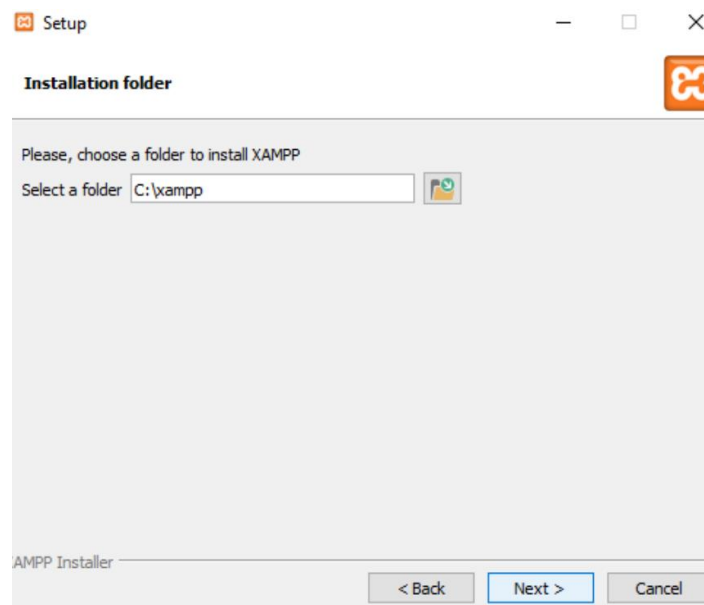 Setup
Installation folder
Please, choose a folder to install XAMPP
Select a folder C:\xampp
AMPP Installer
< Back Next > Cancel